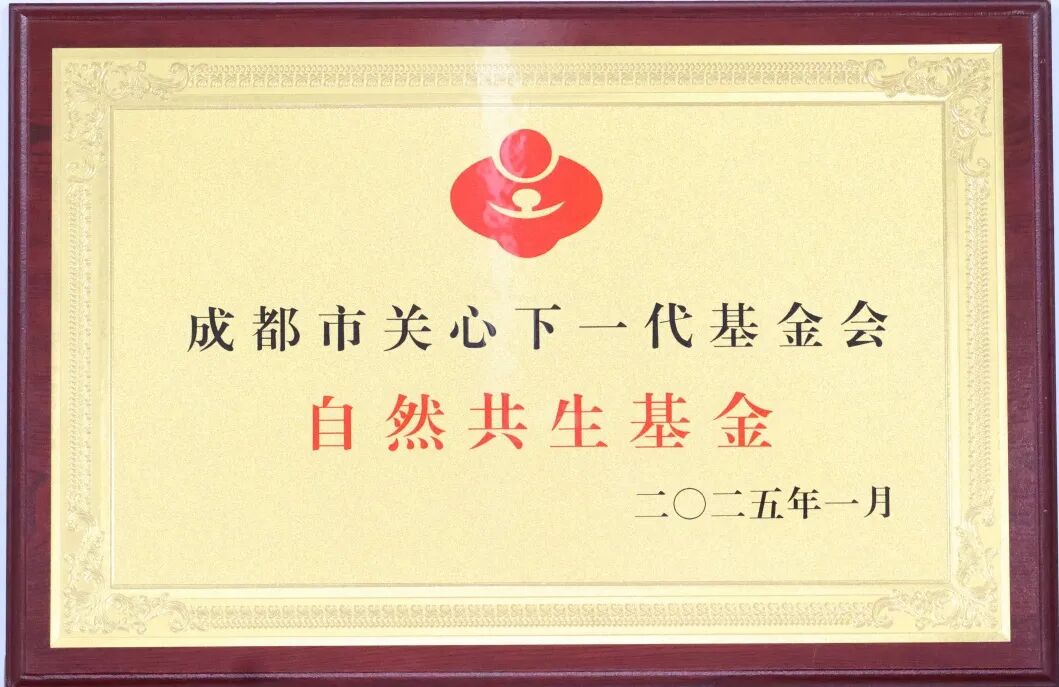 成都市关心下一代基金会
自然共生基金
二〇二五年一月